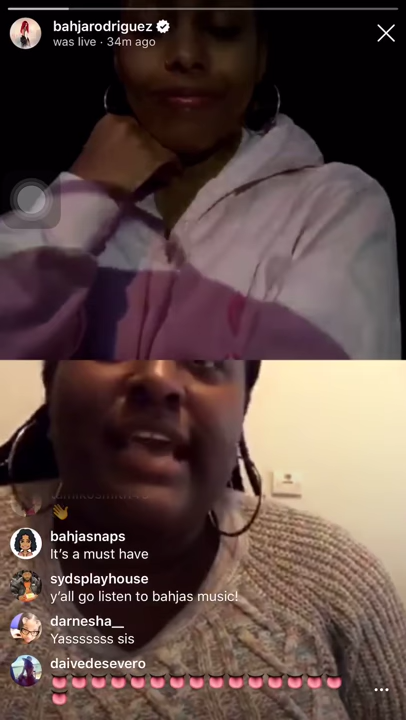 bahjarodriguez
was live · 34m ago
bahjasnaps
It's a must have
sydsplayhouse
y'all go listen to bahjas music!
darnesha__
Yasssssss sis
daivedesevero